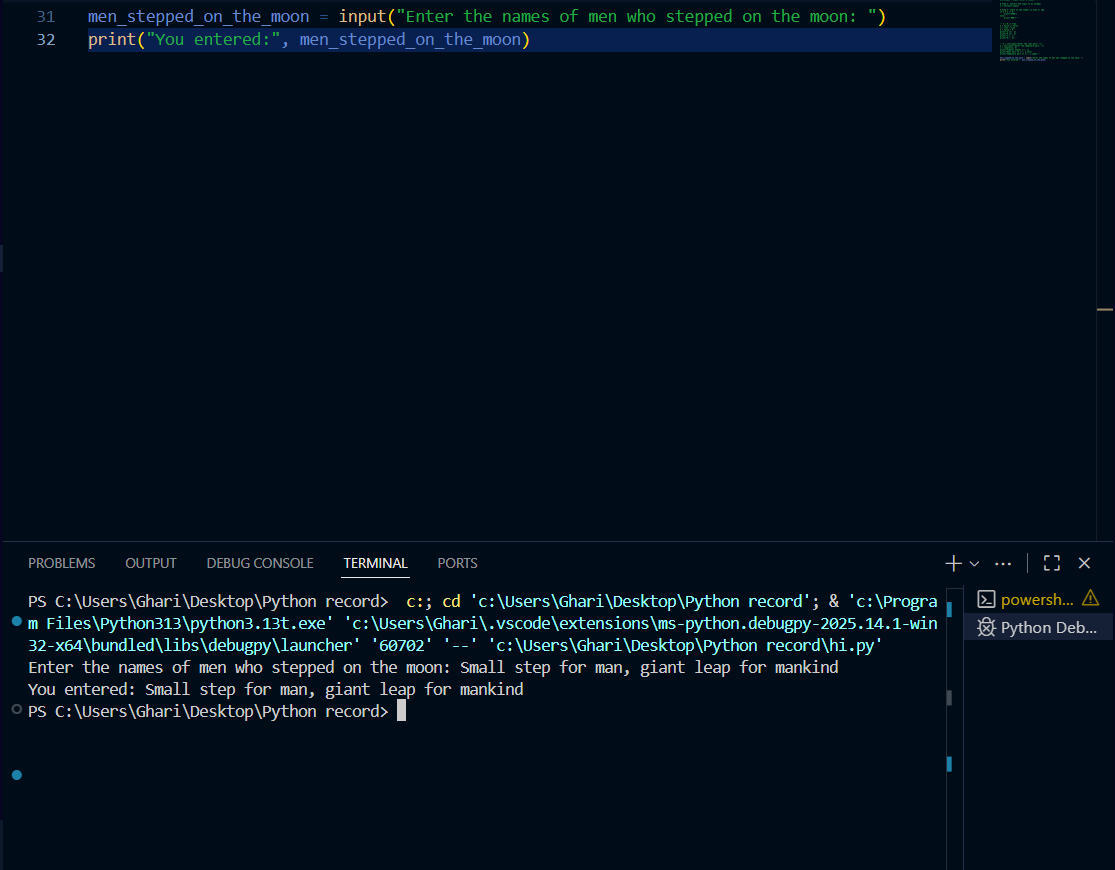 31 men_stepped_on_the_moon = input("Enter the names of men who stepped on the moon: ")
32 print("You entered:", men_stepped_on_the_moon)
PROBLEMS OUTPUT DEBUG CONSOLE TERMINAL PORTS
PS C:\Users\Ghari\Desktop\Python record>  c:; cd 'c:\Users\Ghari\Desktop\Python record'; & 'c:\Progra
m Files\Python313\python3.13t.exe' 'c:\Users\Ghari\.vscode\extensions\ms-python.debugpy-2025.14.1-win
32-x64\bundled\libs\debugpy\launcher' '60702' '--' 'c:\Users\Ghari\Desktop\Python record\hi.py'
Enter the names of men who stepped on the moon: Small step for man, giant leap for mankind
You entered: Small step for man, giant leap for mankind
PS C:\Users\Ghari\Desktop\Python record>
powersh...
Python Deb...